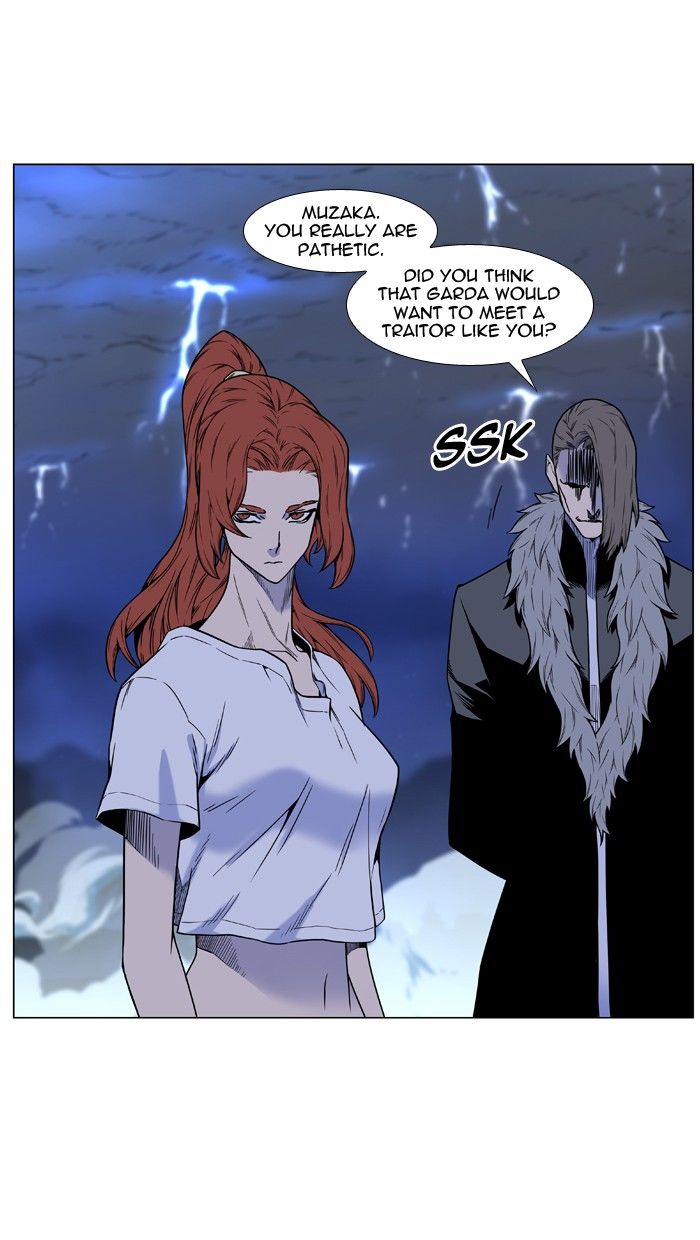 MUZAKA.
YOU REALLY ARE
PATHETIC.
DID YOU THINK
THAT GARDA WOULD
WANT TO MEET A
TRAITOR LIKE YOU?
SSK